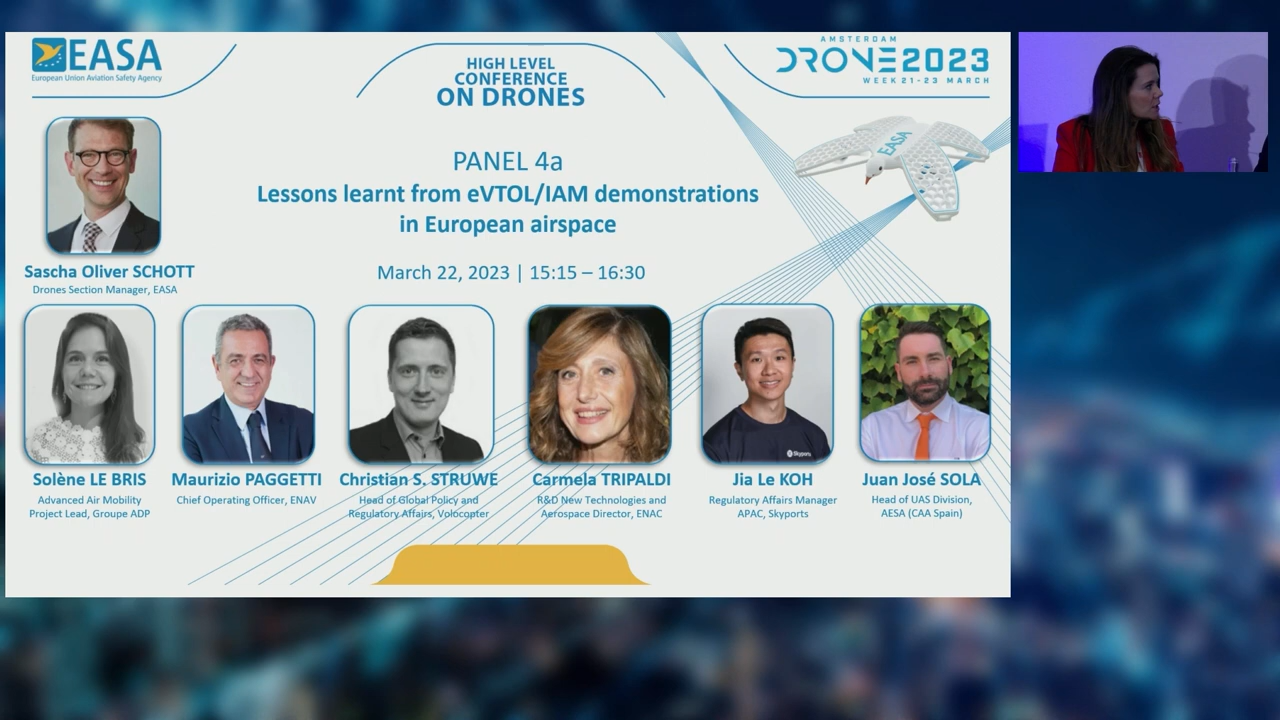 EASA
European Union Aviation Safety Agency
HIGH LEVEL
CONFERENCE
ON DRONES
AMSTERDAM
DRONE2023
WEEK 21-23 MARCH
EASA
PANEL 4a
Lessons learnt from eVTOL/IAM demonstrations
in European airspace
March 22, 2023 | 15:15 – 16:30
Sascha Oliver SCHOTT
Drones Section Manager, EASA
Solène LE BRIS
Advanced Air Mobility
Project Lead, Groupe ADP
Maurizio PAGGETTI
Chief Operating Officer, ENAV
Christian S. STRUWE
Head of Global Policy and
Regulatory Affairs, Volocopter
Carmela TRIPALDI
R&D New Technologies and
Aerospace Director, ENAC
Skyports
Jia Le KOH
Regulatory Affairs Manager
APAC, Skyports
Juan José SOLA
Head of UAS Division,
AESA (CAA Spain)